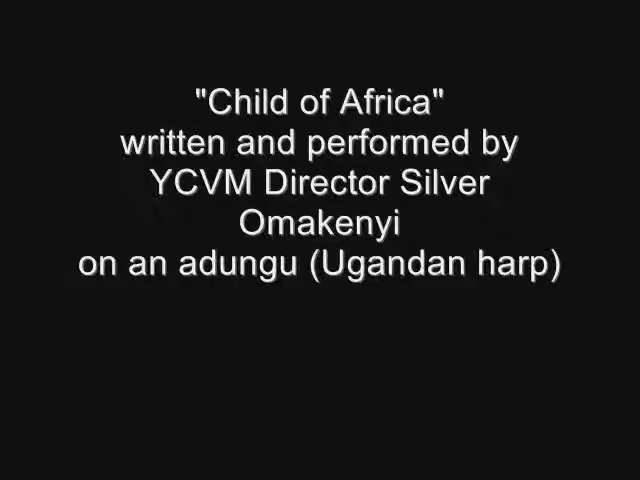 "Child of Africa"
written and performed by
YCVM Director Silver
Omakenyi
on an adungu (Ugandan harp)